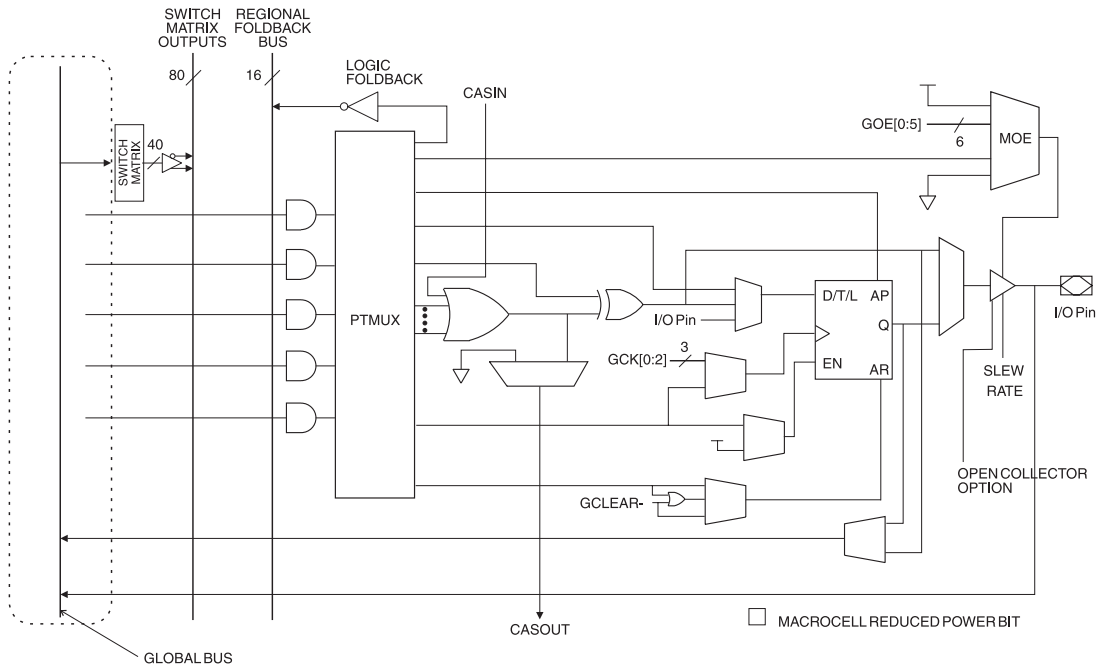 SWITCH
MATRIX
OUTPUTS
REGIONAL
FOLDBACK
BUS
80
16
LOGIC
FOLDBACK
CASIN
SWITCH
MATRIX
40
GOE[0:5]
6
MOE
PTMUX
D/T/L
AP
Q
EN
AR
I/O Pin
GCK[0:2]
3
I/O Pin
SLEW
RATE
OPEN COLLECTOR
OPTION
GCLEAR-
CASOUT
MACROCELL REDUCED POWER BIT
GLOBAL BUS